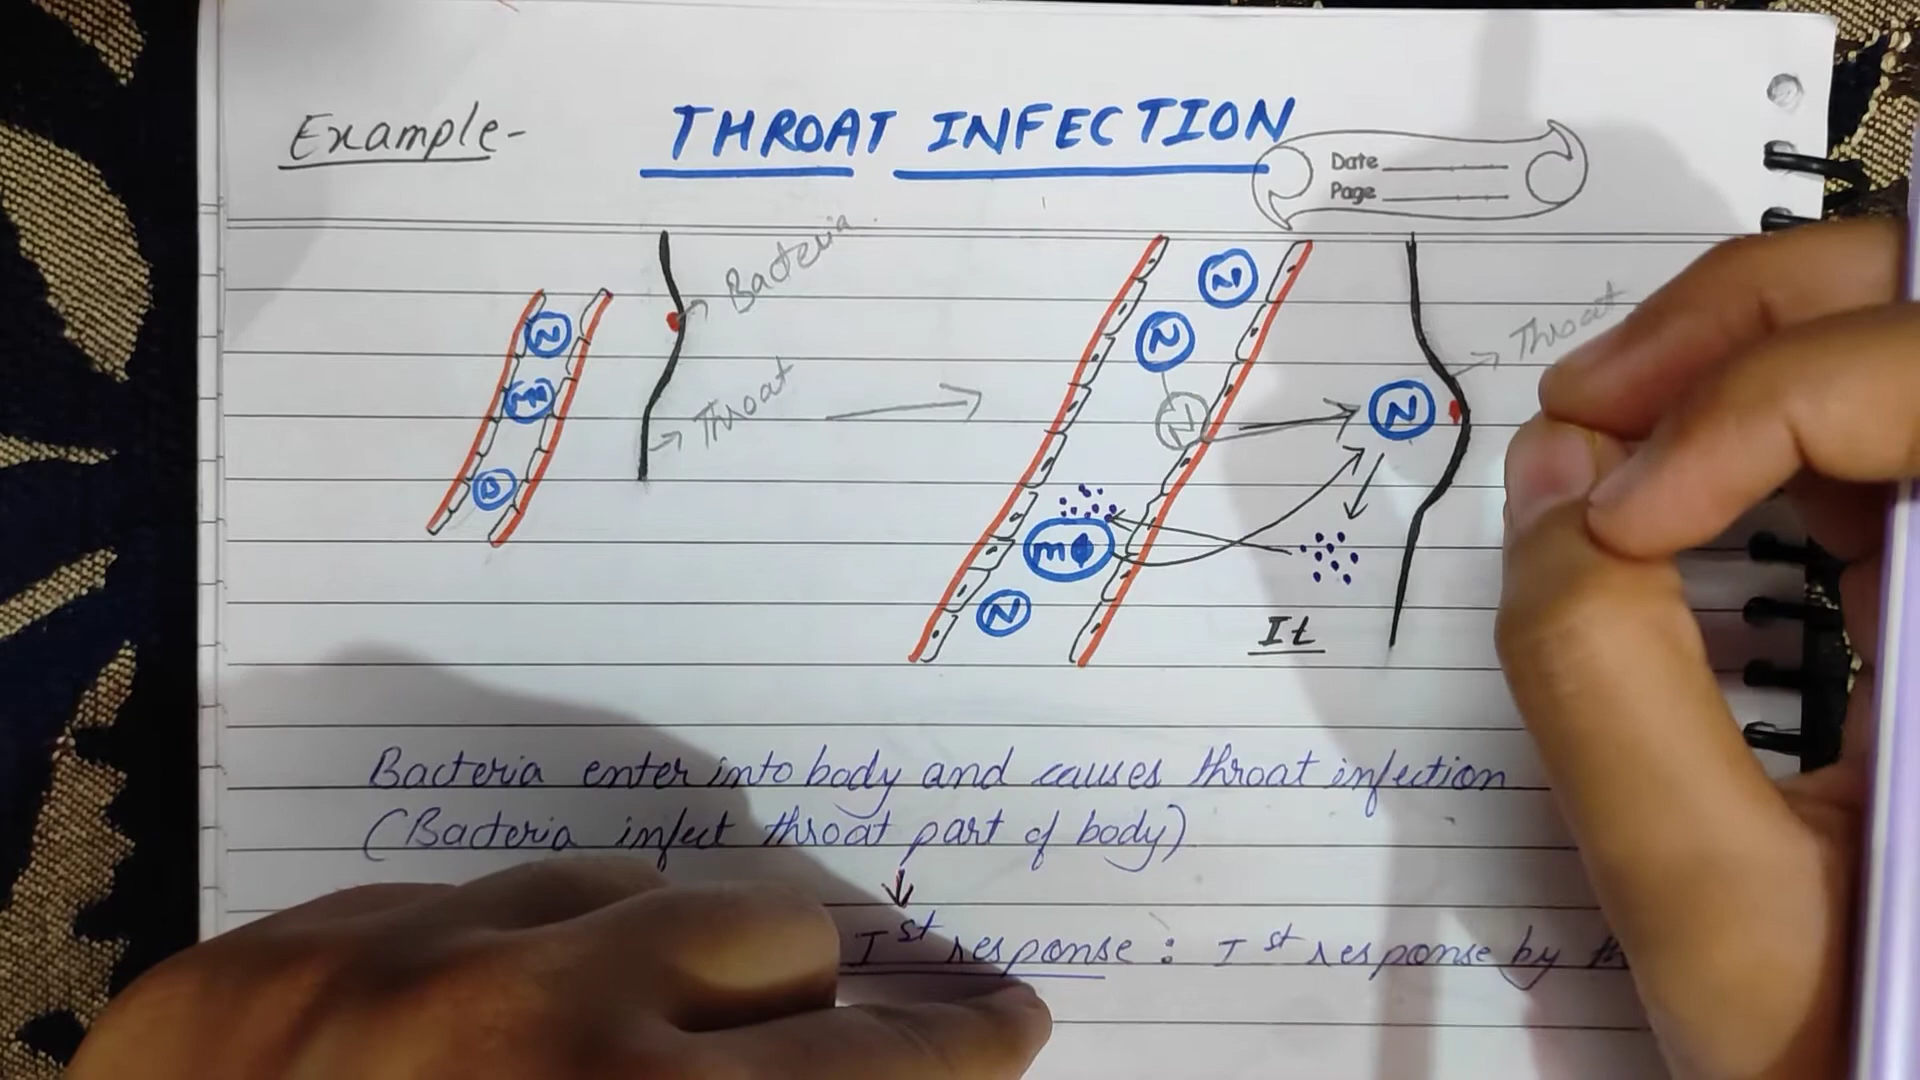 Example- THROAT INFECTION
Date
Page
Bacteria
Throat
N
B
N
N
N
N
Throat
mϕ
N
It
Bacteria enter into body and causes throat infection
(Bacteria infect throat part of body)
Ist response : Ist response by